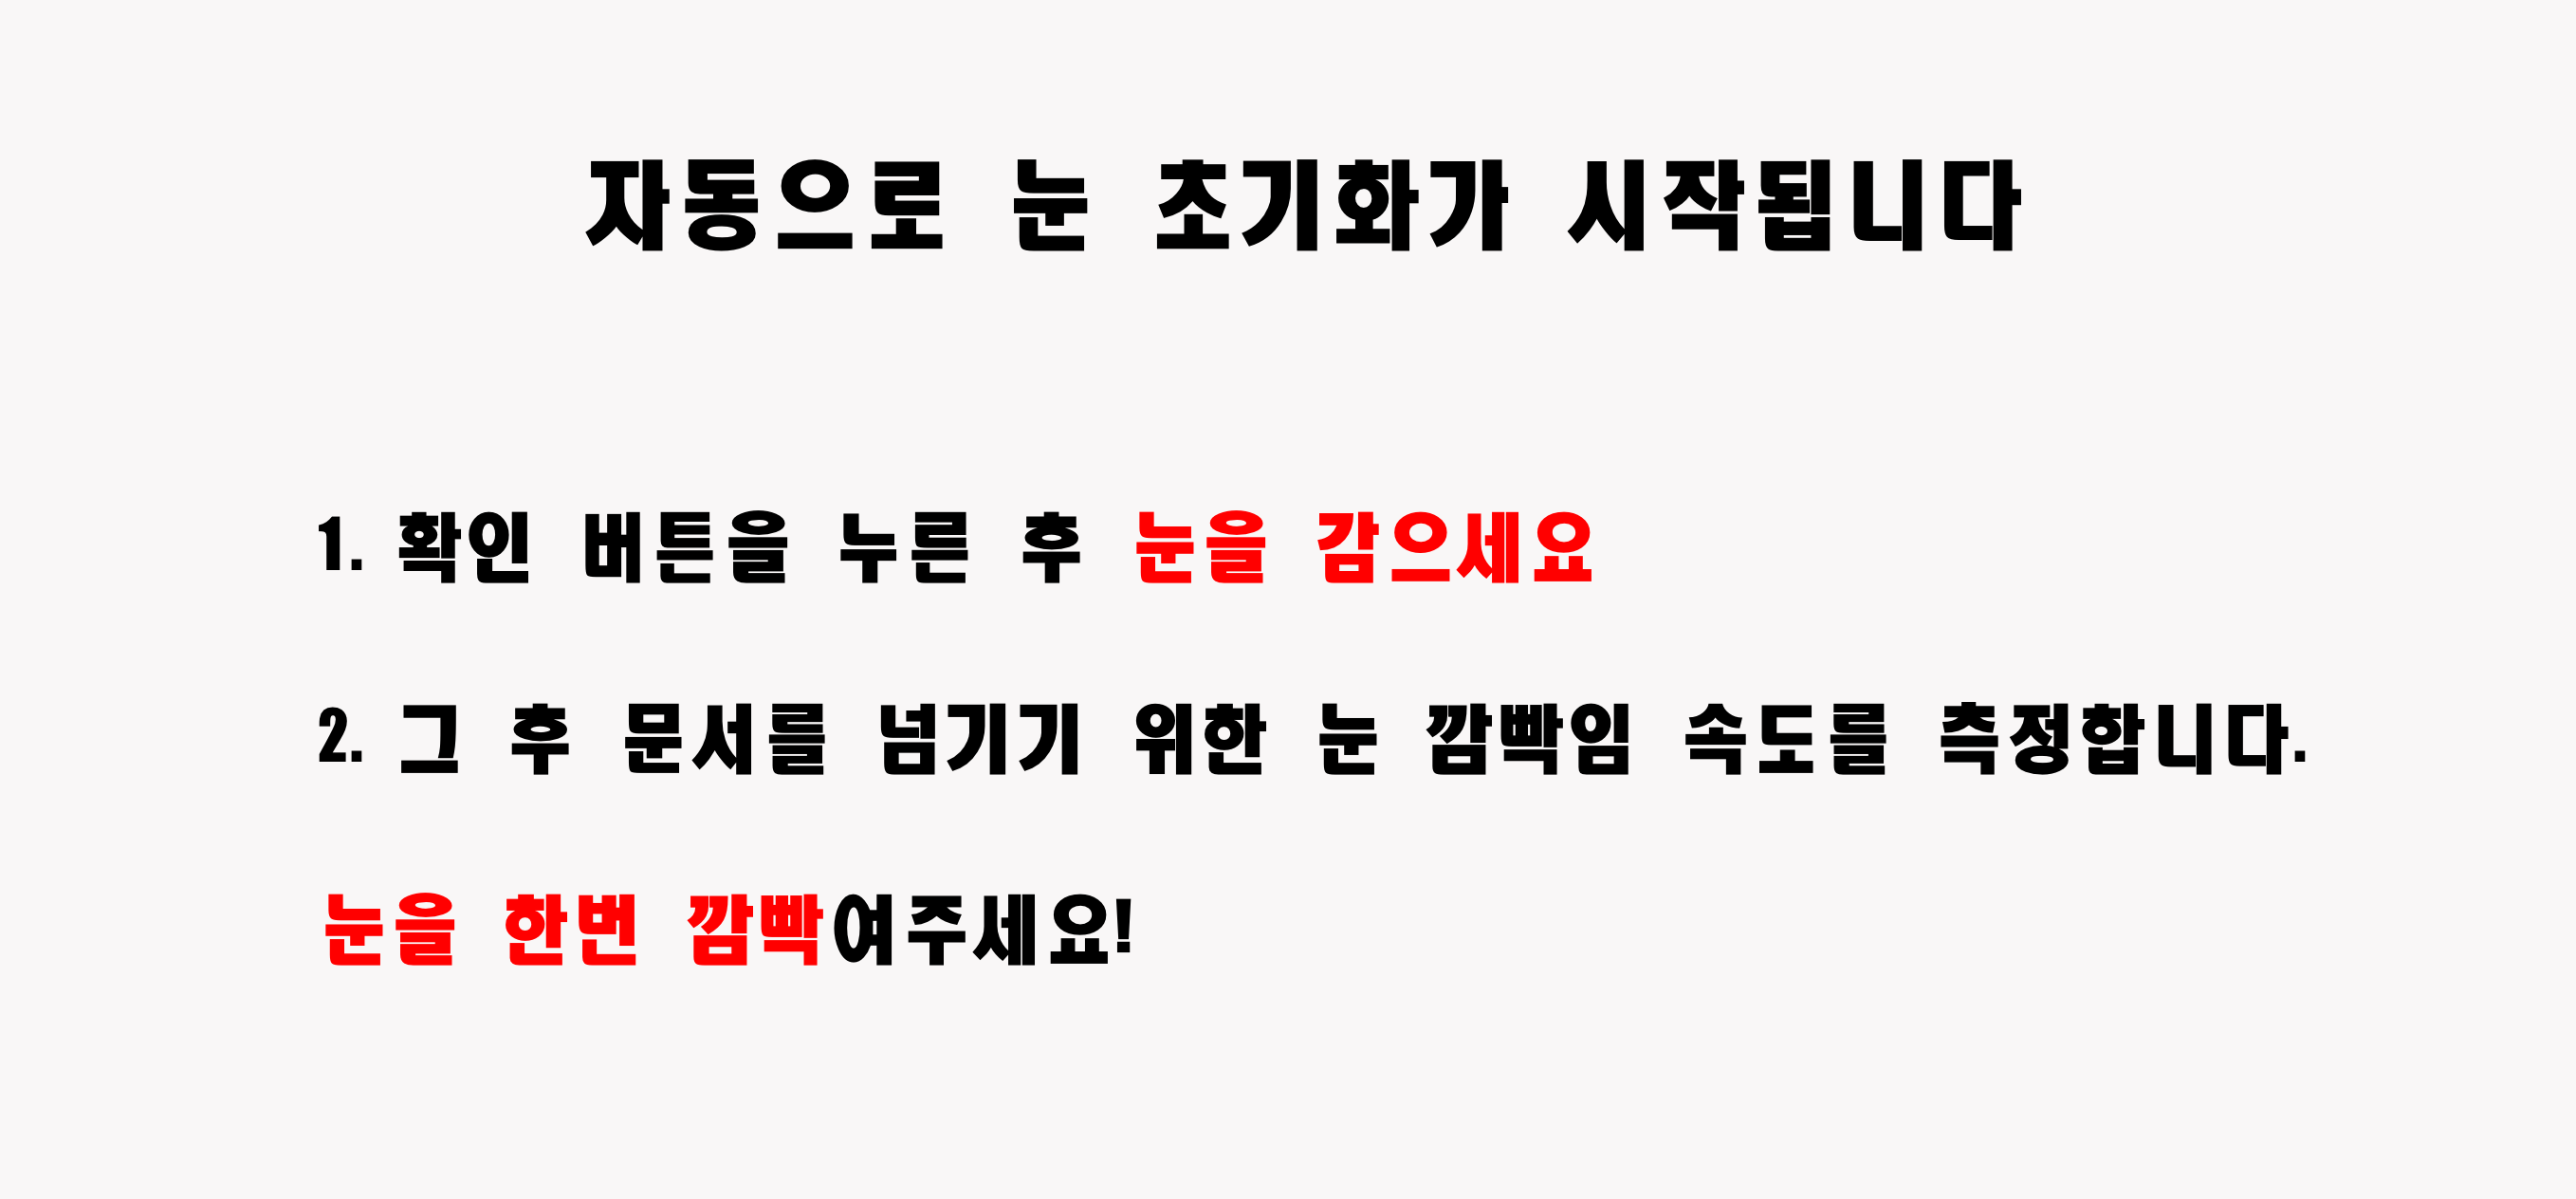 자동으로 눈 초기화가 시작됩니다
1. 확인 버튼을 누른 후 눈을 감으세요
2. 그 후 문서를 넘기기 위한 눈 깜빡임 속도를 측정합니다.
눈을 한번 깜빡여주세요!